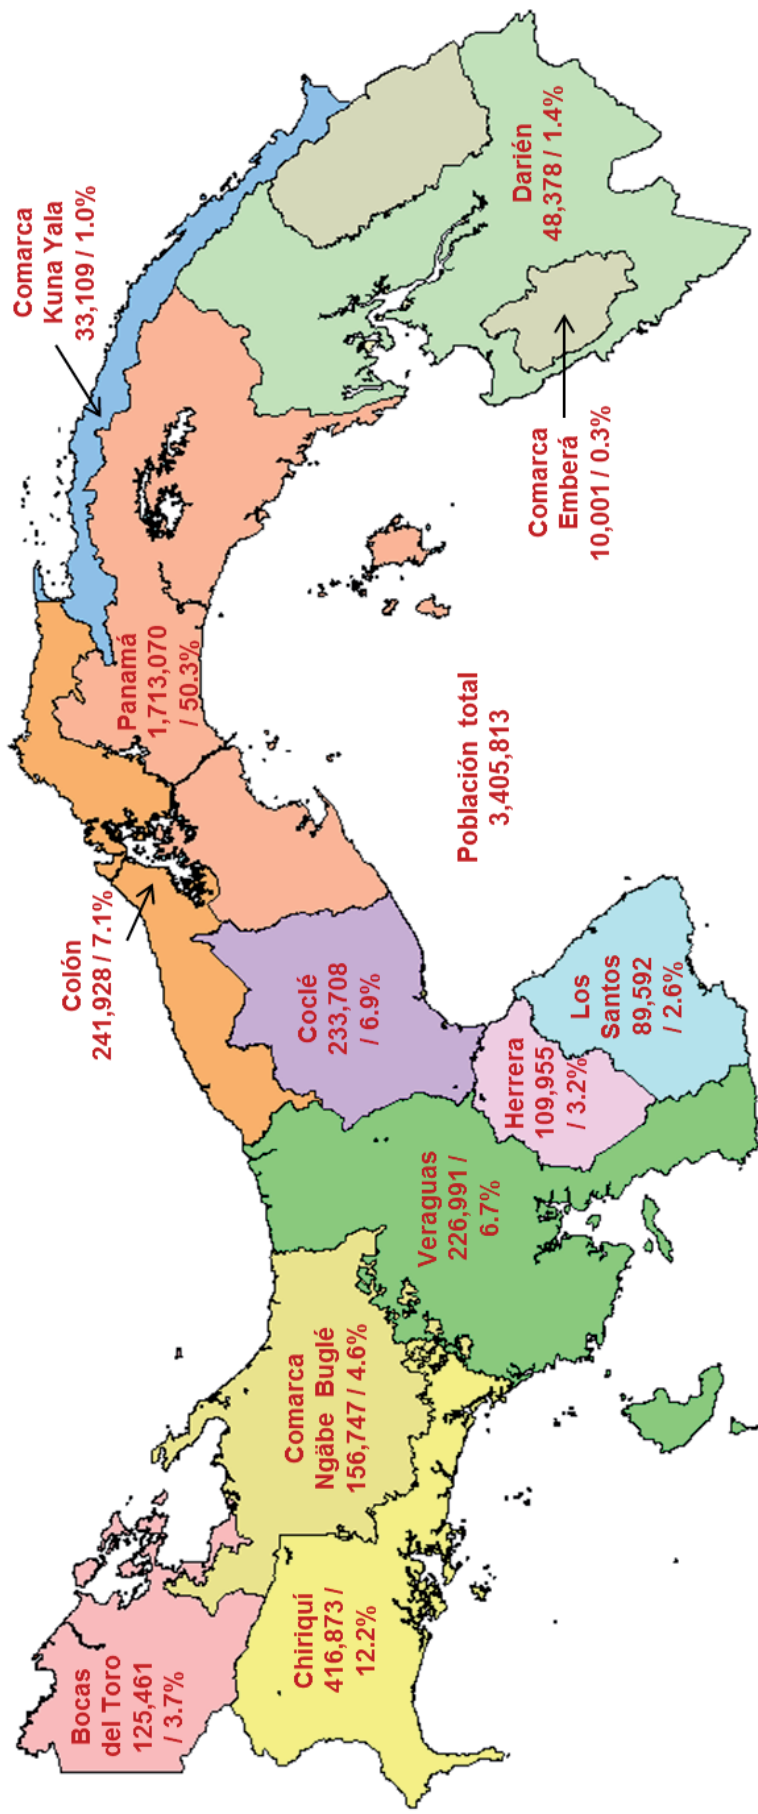 Bocas
del Toro
125,461
/ 3.7%
Chiriquí
416,873 /
12.2%
Comarca
Ngäbe Buglé
156,747 / 4.6%
Veraguas
226,991 /
6.7%
Herrera
109,955
/ 3.2%
Los
Santos
89,592
/ 2.6%
Coclé
233,708
/ 6.9%
Colón
241,928 / 7.1%
Panamá
1,713,070
/ 50.3%
Comarca
Kuna Yala
33,109 / 1.0%
Darién
48,378 / 1.4%
Comarca
Emberá
10,001 / 0.3%
Población total
3,405,813